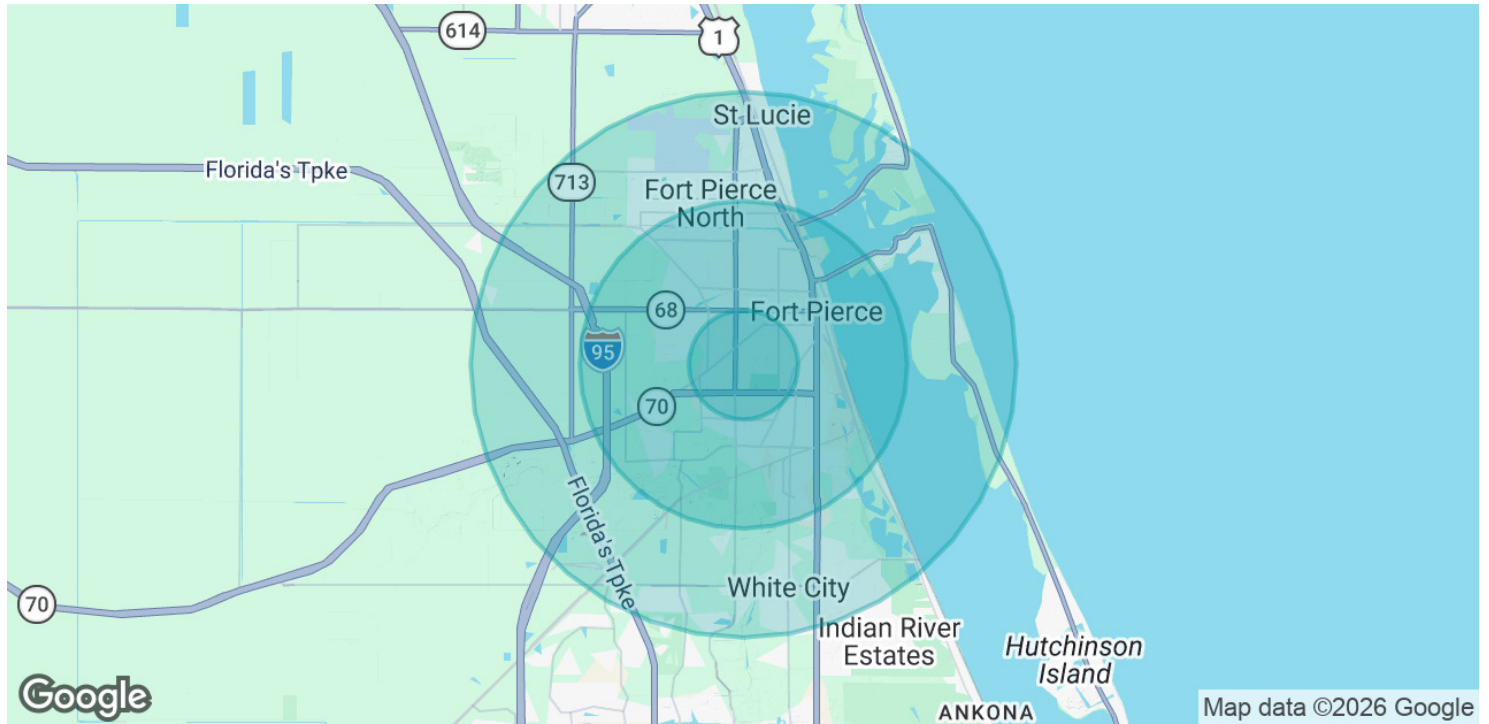 614
1
St Lucie
Florida's Tpke
713
Fort Pierce
North
68
Fort Pierce
95
70
Florida's Tpke
White City
70
Indian River
Estates
Hutchinson
Island
Google
ANKONA
Map data ©2026 Google